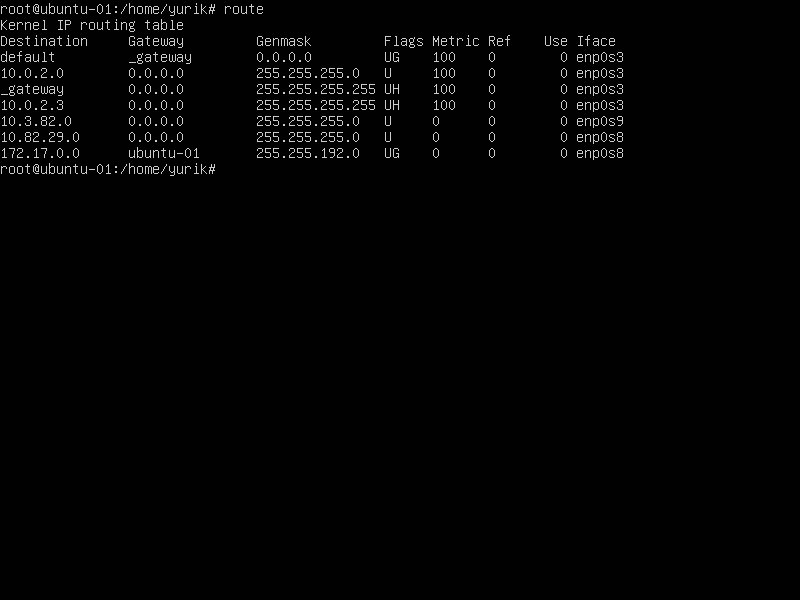 root@ubuntu-01:/home/yurik# route
Kernel IP routing table
Destination     Gateway         Genmask         Flags Metric Ref    Use Iface
default         _gateway        0.0.0.0         UG    100    0        0 enp0s3
10.0.2.0        0.0.0.0         255.255.255.0   U     100    0        0 enp0s3
_gateway        0.0.0.0         255.255.255.255 UH    100    0        0 enp0s3
10.0.2.3        0.0.0.0         255.255.255.255 UH    100    0        0 enp0s3
10.3.82.0       0.0.0.0         255.255.255.0   U     0      0        0 enp0s9
10.82.29.0      0.0.0.0         255.255.255.0   U     0      0        0 enp0s8
172.17.0.0      ubuntu-01       255.255.192.0   UG    0      0        0 enp0s8
root@ubuntu-01:/home/yurik#